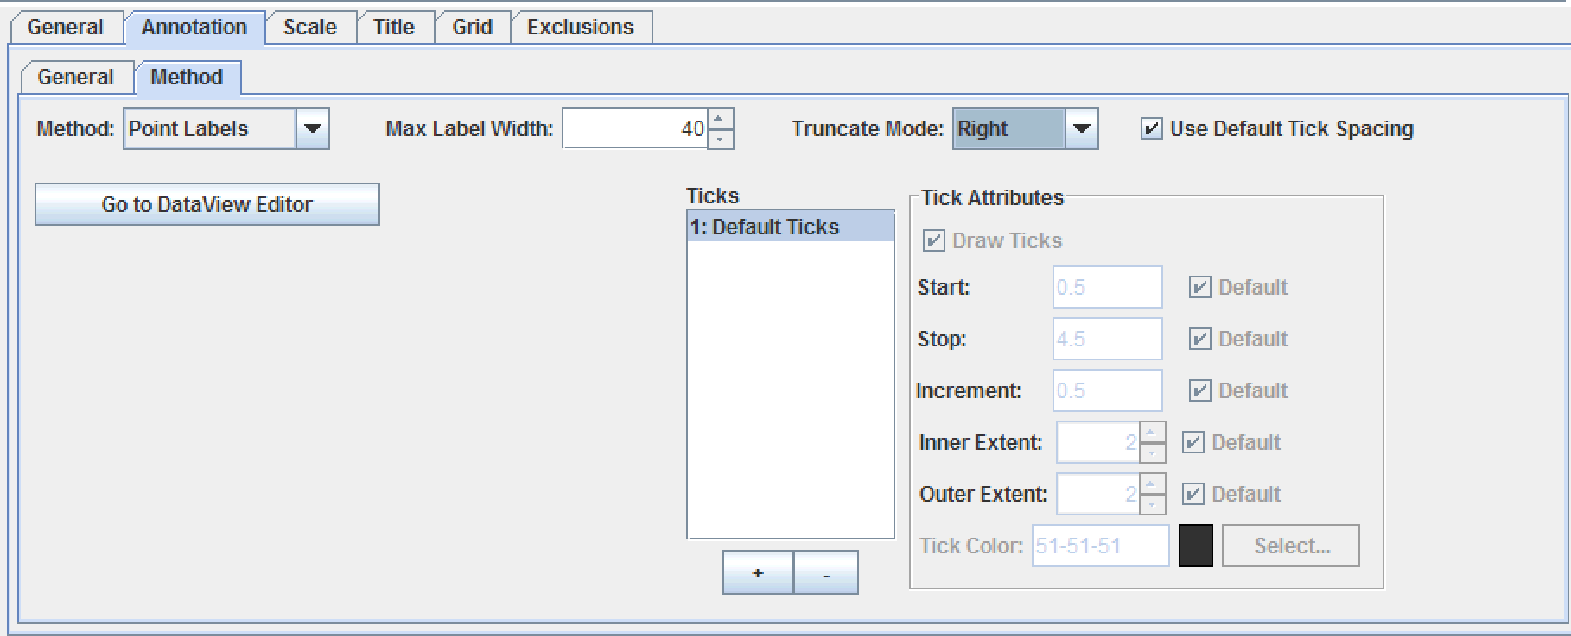 General Annotation Scale Title Grid Exclusions
General Method
Method: Point Labels Max Label Width: 40 Truncate Mode: Right Use Default Tick Spacing
Go to DataView Editor
Ticks
1: Default Ticks
+ -
Tick Attributes
Draw Ticks
Start: 0.5 Default
Stop: 4.5 Default
Increment: 0.5 Default
Inner Extent: 2 Default
Outer Extent: 2 Default
Tick Color: 51-51-51 Select...